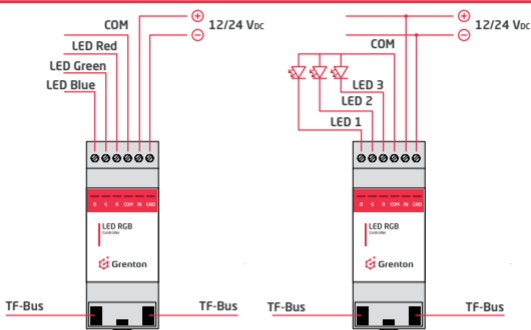 12/24 VDC
COM
LED Red
LED Green
LED Blue
B G R COM IN GND
LED RGB
Controller
Grenton
TF-Bus
TF-Bus
12/24 VDC
COM
LED 3
LED 2
LED 1
B G R COM IN GND
LED RGB
Controller
Grenton
TF-Bus
TF-Bus